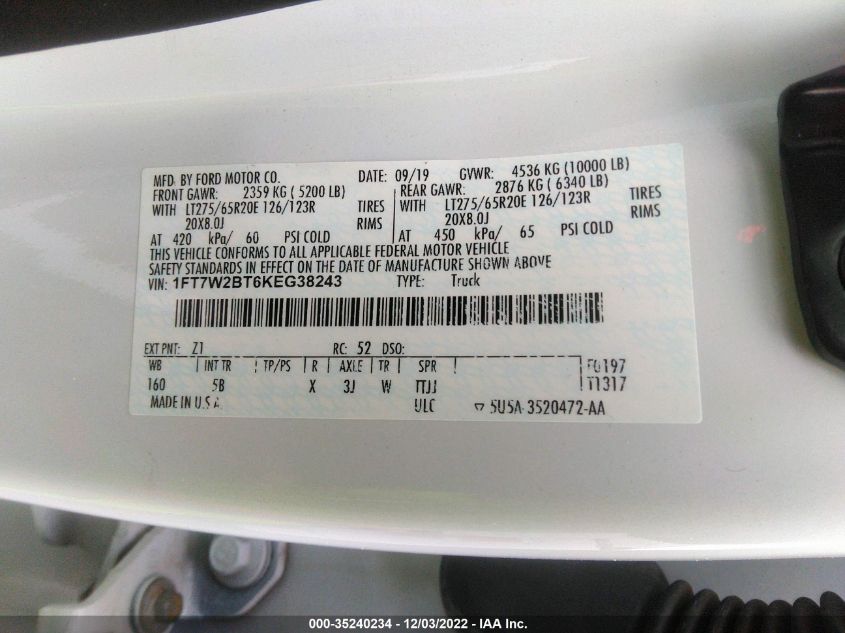 MFD. BY FORD MOTOR CO. DATE: 09/19 GVWR: 4536 KG (10000 LB)
FRONT GAWR: 2359 KG ( 5200 LB) REAR GAWR: 2876 KG ( 6340 LB)
WITH LT275/65R20E 126/123R TIRES WITH LT275/65R20E 126/123R TIRES
20X8.0J RIMS 20X8.0J RIMS
AT 420 kPa/ 60 PSI COLD AT 450 kPa/ 65 PSI COLD
THIS VEHICLE CONFORMS TO ALL APPLICABLE FEDERAL MOTOR VEHICLE
SAFETY STANDARDS IN EFFECT ON THE DATE OF MANUFACTURE SHOWN ABOVE.
VIN: 1FT7W2BT6KEG38243 TYPE: Truck
EXT PNT: Z1 RC: 52 DSO:
WB INT TR TP/PS R AXLE TR SPR F0197
160 5B X 3J W TTJJ T1317
MADE IN U.S.A. ULC 5U5A-3520472-AA
000-35240234 - 12/03/2022 - IAA Inc.